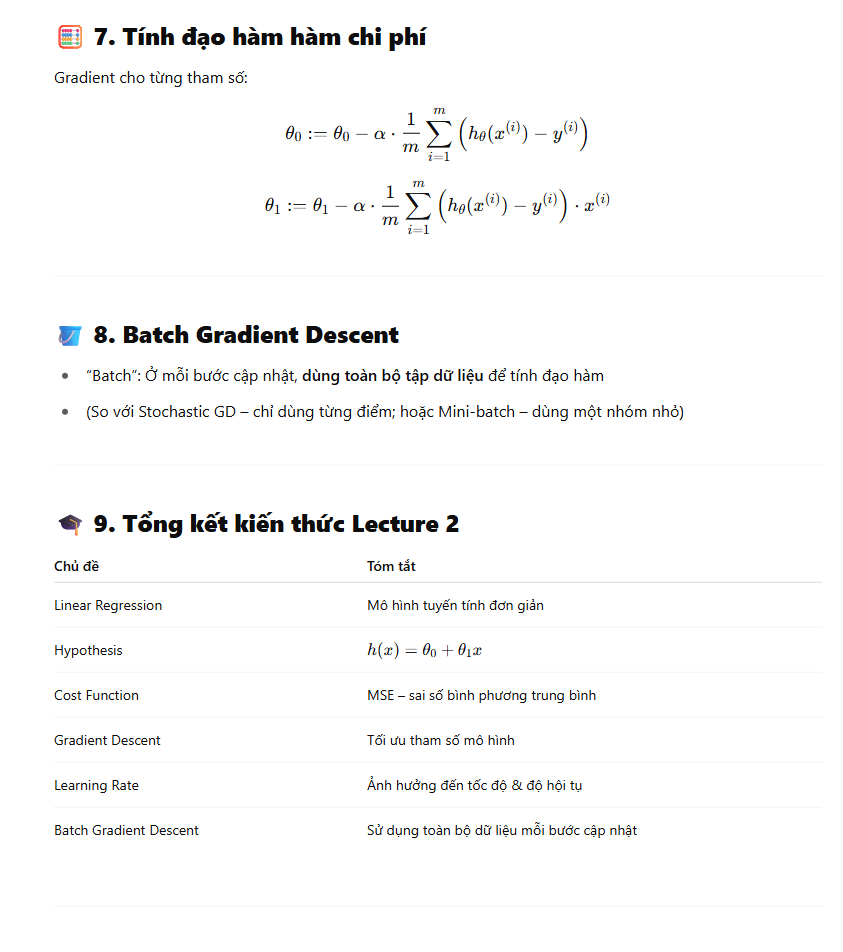 7. Tính đạo hàm hàm chi phí
Gradient cho từng tham số:
θ₀ := θ₀ − α · 1/m ∑ᵢ₌₁ᵐ (h_θ(x⁽ⁱ⁾) − y⁽ⁱ⁾)
θ₁ := θ₁ − α · 1/m ∑ᵢ₌₁ᵐ (h_θ(x⁽ⁱ⁾) − y⁽ⁱ⁾) · x⁽ⁱ⁾
8. Batch Gradient Descent
• “Batch”: Ở mỗi bước cập nhật, dùng toàn bộ tập dữ liệu để tính đạo hàm
• (So với Stochastic GD – chỉ dùng từng điểm; hoặc Mini-batch – dùng một nhóm nhỏ)
9. Tổng kết kiến thức Lecture 2
Chủ đề Tóm tắt
Linear Regression Mô hình tuyến tính đơn giản
Hypothesis h(x) = θ₀ + θ₁x
Cost Function MSE – sai số bình phương trung bình
Gradient Descent Tối ưu tham số mô hình
Learning Rate Ảnh hưởng đến tốc độ & độ hội tụ
Batch Gradient Descent Sử dụng toàn bộ dữ liệu mỗi bước cập nhật